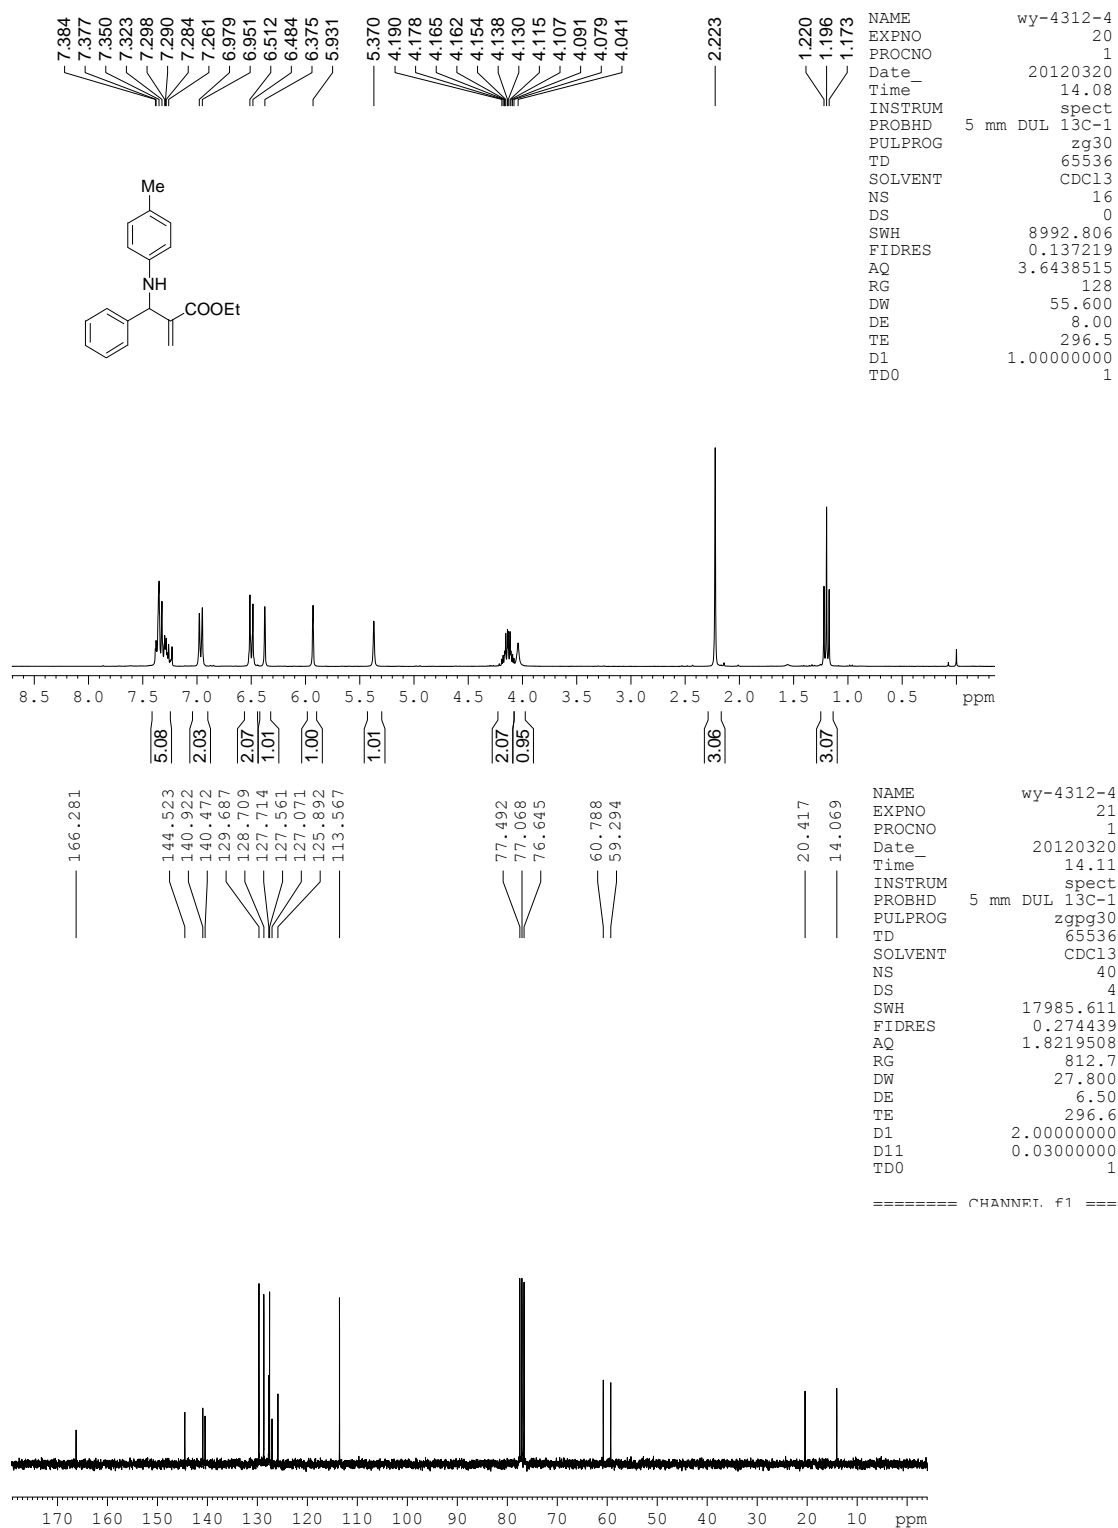 7.384
7.377
7.350
7.323
7.298
7.290
7.284
7.261
6.979
6.951
6.512
6.484
6.375
5.931
5.370
4.190
4.178
4.165
4.162
4.154
4.138
4.130
4.115
4.107
4.091
4.079
4.041
2.223
1.220
1.196
1.173
NAME wy-4312-4
EXPNO 20
PROCNO 1
Date_ 20120320
Time 14.08
INSTRUM spect
PROBHD 5 mm DUL 13C-1
PULPROG zg30
TD 65536
SOLVENT CDCl3
NS 16
DS 0
SWH 8992.806
FIDRES 0.137219
AQ 3.6438515
RG 128
DW 55.600
DE 8.00
TE 296.5
D1 1.00000000
TD0 1
Me
NH
COOEt
8.5 8.0 7.5 7.0 6.5 6.0 5.5 5.0 4.5 4.0 3.5 3.0 2.5 2.0 1.5 1.0 0.5 ppm
5.08
2.03
2.07
1.01
1.00
1.01
2.07
0.95
3.06
3.07
166.281
144.523
140.922
140.472
129.687
128.709
127.714
127.561
127.071
125.892
113.567
77.492
77.068
76.645
60.788
59.294
20.417
14.069
NAME wy-4312-4
EXPNO 21
PROCNO 1
Date_ 20120320
Time 14.11
INSTRUM spect
PROBHD 5 mm DUL 13C-1
PULPROG zgpg30
TD 65536
SOLVENT CDCl3
NS 40
DS 4
SWH 17985.611
FIDRES 0.274439
AQ 1.8219508
RG 812.7
DW 27.800
DE 6.50
TE 296.6
D1 2.00000000
D11 0.03000000
TD0 1
======== CHANNEL f1 ===
170 160 150 140 130 120 110 100 90 80 70 60 50 40 30 20 10 ppm